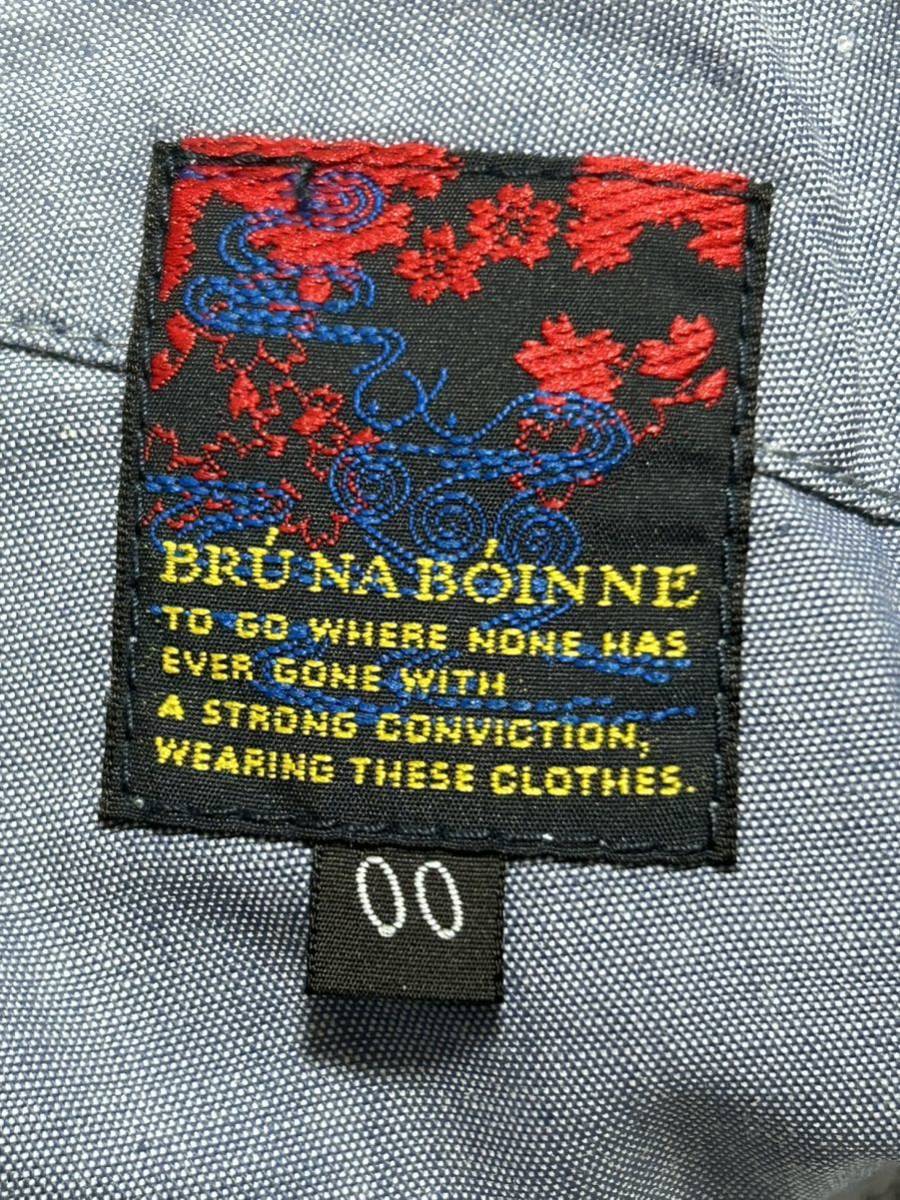 BRÚ NA BÓINNE
TO GO WHERE NONE HAS
EVER GONE WITH
A STRONG CONVICTION,
WEARING THESE CLOTHES.
00